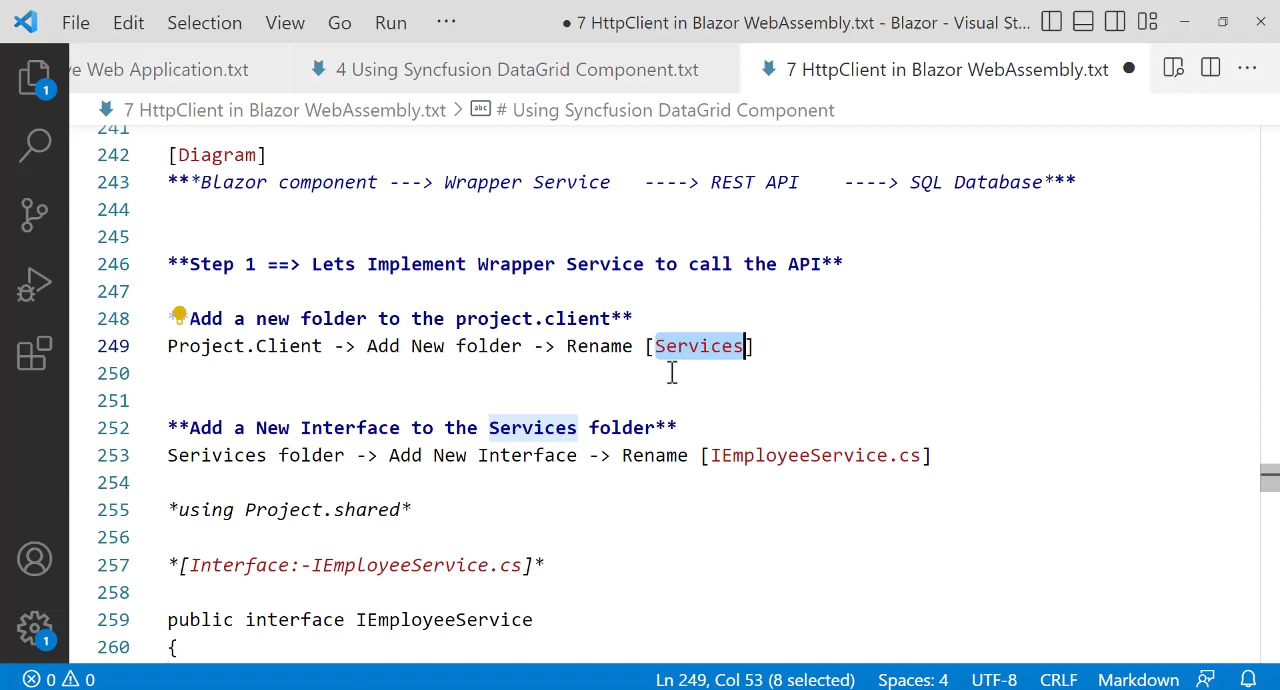 File Edit Selection View Go Run ··· ● 7 HttpClient in Blazor WebAssembly.txt - Blazor - Visual St...
ve Web Application.txt 4 Using Syncfusion DataGrid Component.txt 7 HttpClient in Blazor WebAssembly.txt ● ···
7 HttpClient in Blazor WebAssembly.txt > abc # Using Syncfusion DataGrid Component
1
241
242 [Diagram]
243 ***Blazor component ---> Wrapper Service ----> REST API ----> SQL Database***
244
245
246 **Step 1 ==> Lets Implement Wrapper Service to call the API**
247
248 *Add a new folder to the project.client**
249 Project.Client -> Add New folder -> Rename [Services]
250
251
252 **Add a New Interface to the Services folder**
253 Serivices folder -> Add New Interface -> Rename [IEmployeeService.cs]
254
255 *using Project.shared*
256
257 *[Interface:-IEmployeeService.cs]*
258
259 public interface IEmployeeService
260 {
1
0 0 Ln 249, Col 53 (8 selected) Spaces: 4 UTF-8 CRLF Markdown